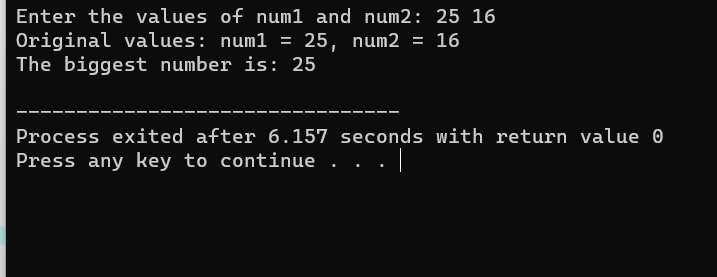 Enter the values of num1 and num2: 25 16
Original values: num1 = 25, num2 = 16
The biggest number is: 25
--------------------------------
Process exited after 6.157 seconds with return value 0
Press any key to continue . . .